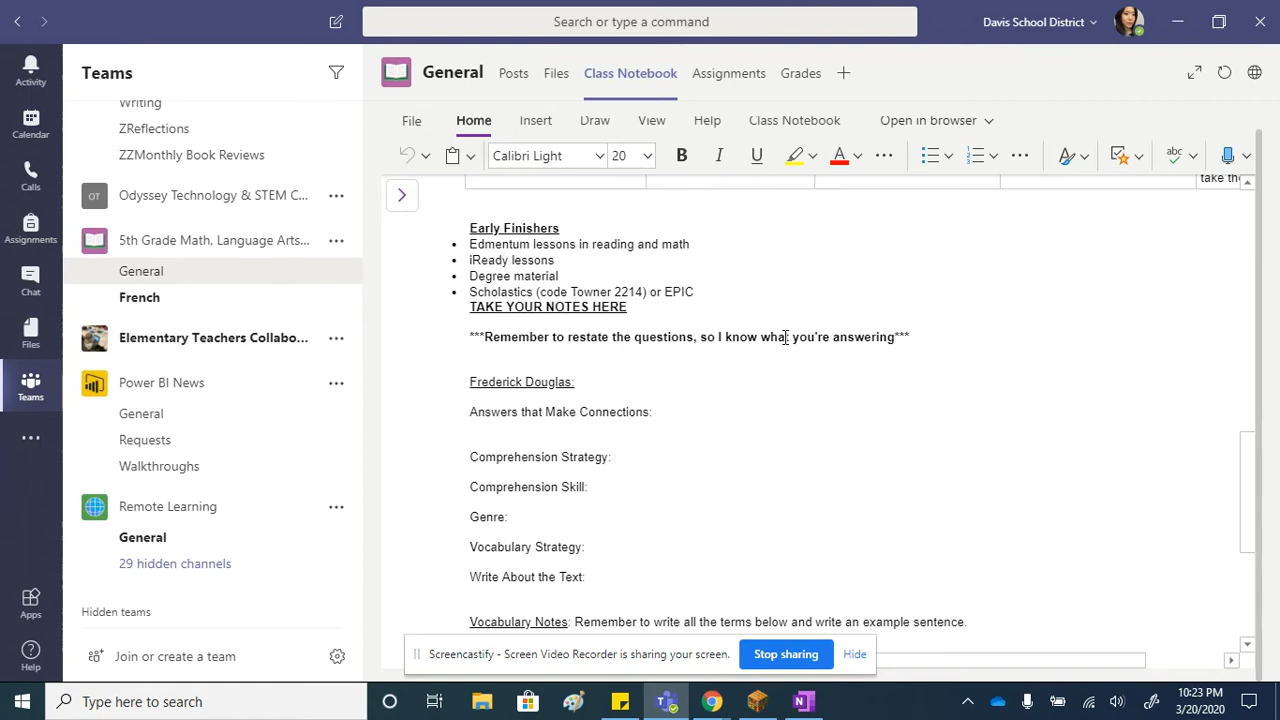 Search or type a command
Davis School District
Activity
Calendar
Calls
Assignments
Chat
Files
Teams
Apps
Help
Teams
Writing
ZReflections
ZZMonthly Book Reviews
OT Odyssey Technology & STEM C...
5th Grade Math, Language Arts...
General
French
Elementary Teachers Collabo...
Power BI News
General
Requests
Walkthroughs
Remote Learning
General
29 hidden channels
Hidden teams
Join or create a team
General Posts Files Class Notebook Assignments Grades
File Home Insert Draw View Help Class Notebook Open in browser
Calibri Light 20 B I U A abc
take the
Early Finishers
• Edmentum lessons in reading and math
• iReady lessons
• Degree material
• Scholastics (code Towner 2214) or EPIC
TAKE YOUR NOTES HERE
***Remember to restate the questions, so I know what you're answering***
Frederick Douglas:
Answers that Make Connections:
Comprehension Strategy:
Comprehension Skill:
Genre:
Vocabulary Strategy:
Write About the Text:
Vocabulary Notes: Remember to write all the terms below and write an example sentence.
Screencastify - Screen Video Recorder is sharing your screen. Stop sharing Hide
Type here to search
10:23 PM
3/20/2020